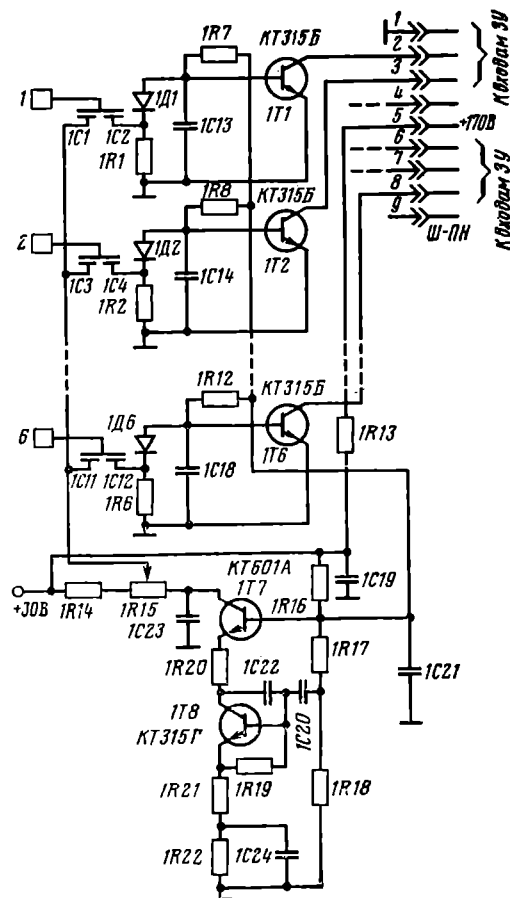 1R7
КТ315Б
1
2
3
4
5
+170В
6
7
8
9
Ш-ПН
К входам ЗУ
К входам ЗУ
1
1С1
1С2
1Д1
1R1
1С13
1Т1
1R8
КТ315Б
2
1С3
1С4
1Д2
1R2
1С14
1Т2
1R12
КТ315Б
6
1С11
1С12
1Д6
1R6
1С18
1Т6
1R13
+30В
1R14
1R15
1С23
КТ601А
1Т7
1R16
1С19
1R17
1С21
1R20
1С22
1С20
1Т8
КТ315Г
1R19
1R21
1R18
1R22
1С24